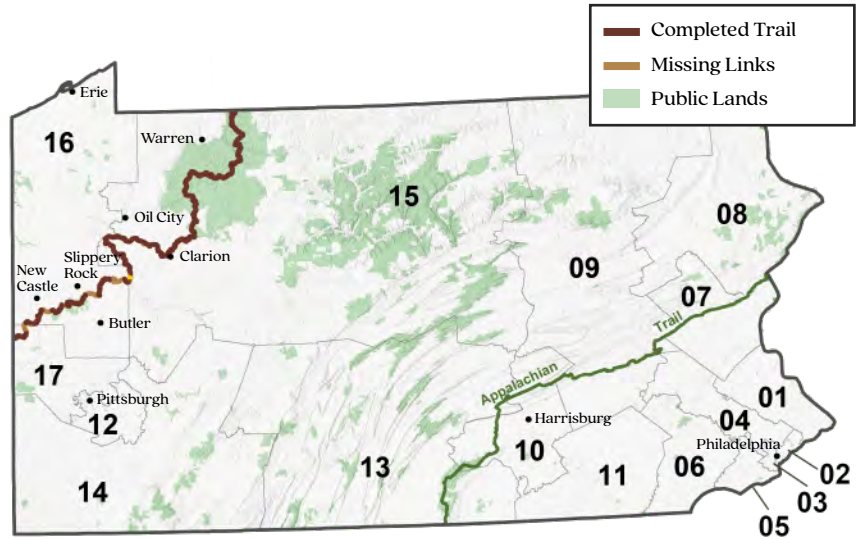 Completed Trail
Missing Links
Public Lands
Erie
16
Warren
15
08
Oil City
09
Slippery
Rock
Clarion
New
Castle
07
Butler
Trail
Appalachian
17
Pittsburgh
12
01
04
Harrisburg
Philadelphia
10
13
06
11
02
14
03
05